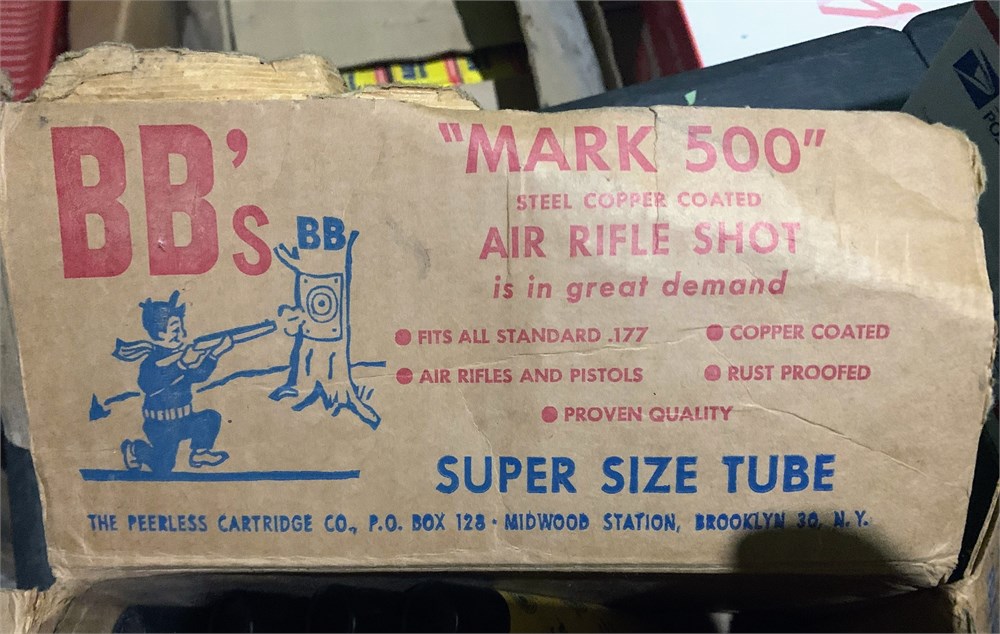 BB's
"MARK 500"
STEEL COPPER COATED
AIR RIFLE SHOT
is in great demand
BB
● FITS ALL STANDARD .177
● COPPER COATED
● AIR RIFLES AND PISTOLS
● RUST PROOFED
● PROVEN QUALITY
SUPER SIZE TUBE
THE PEERLESS CARTRIDGE CO., P.O. BOX 128 · MIDWOOD STATION, BROOKLYN 30, N.Y.